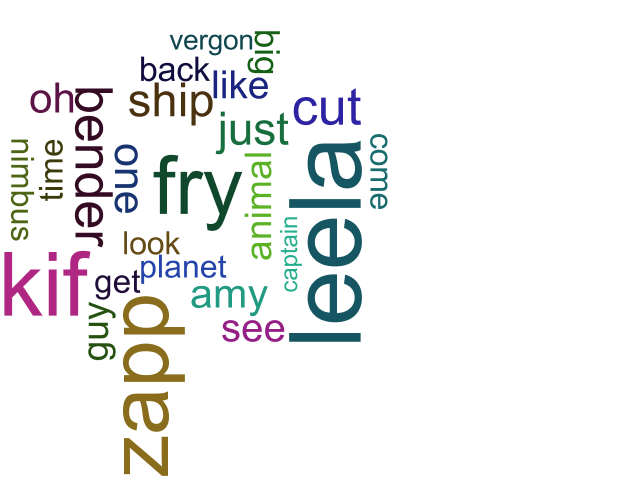 vergon
big
back
like
oh
bender
ship
cut
just
nimbus
time
one
fry
animal
leela
come
look
captain
kif
get
planet
amy
guy
zapp
see